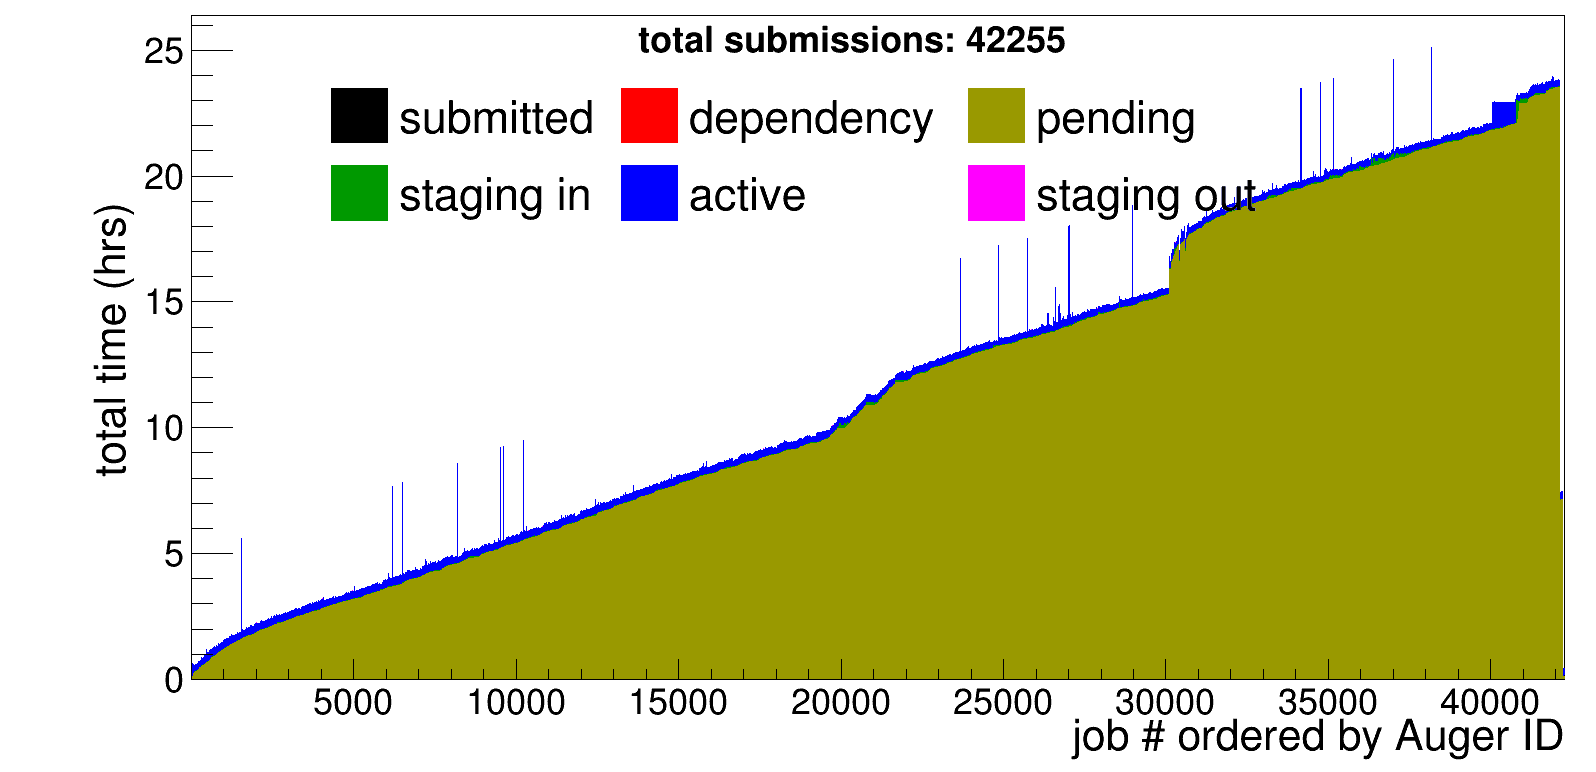 total submissions: 42255
submitted dependency pending
staging in active staging out
total time (hrs)
25
20
15
10
5
0
5000 10000 15000 20000 25000 30000 35000 40000
job # ordered by Auger ID